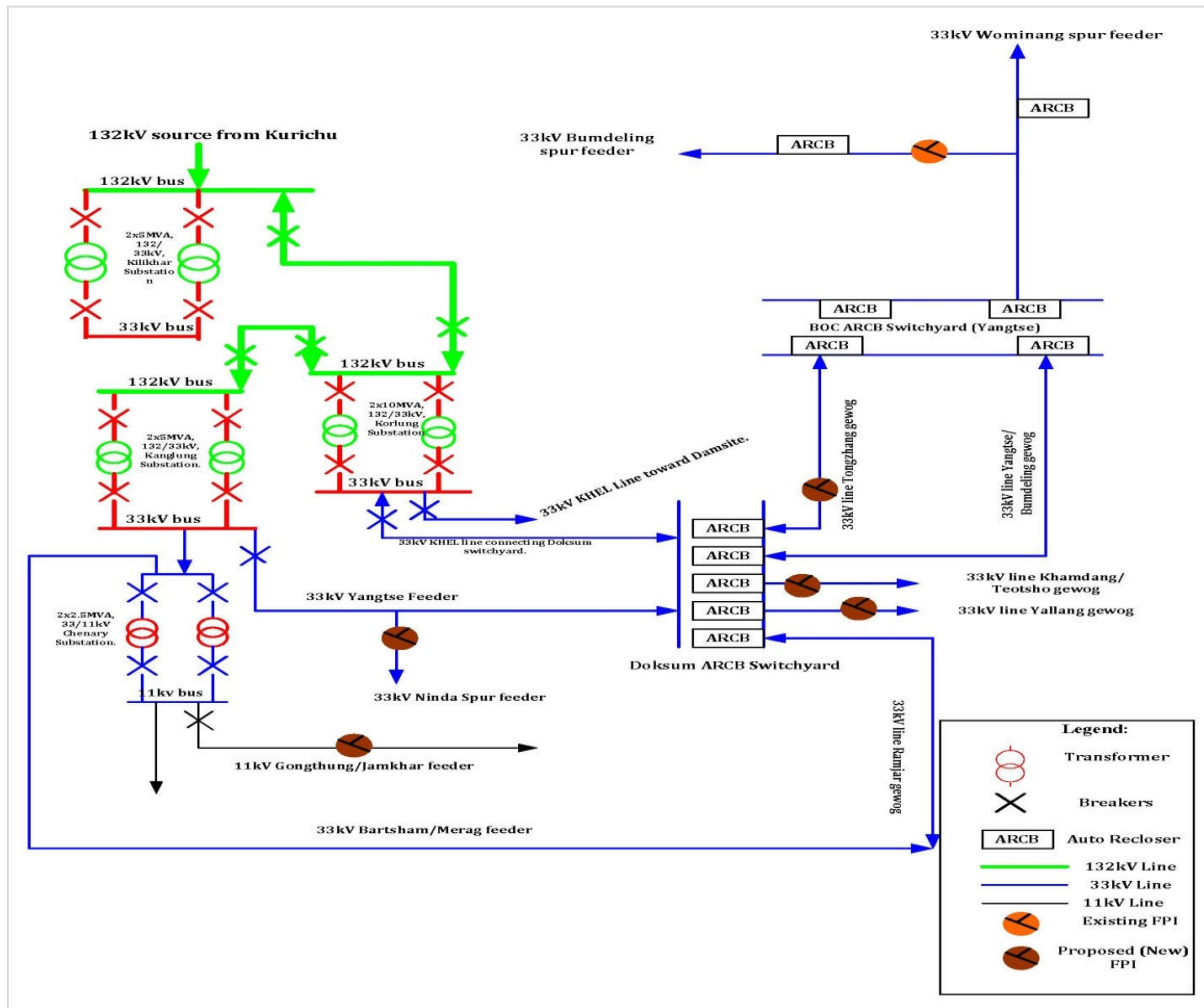 33kV Wominang spur feeder
ARCB
132kV source from Kurichu
33kV Bumdeling
spur feeder
ARCB
132kV bus
2x5MVA,
132/
33kV,
Kilikhar
Substatio
n
33kV bus
ARCB
ARCB
BOC ARCB Switchyard (Yangtse)
ARCB
ARCB
132kV bus
132kV bus
2x10MVA,
132/33kV,
Korlung
Substation
2x5MVA,
132/33kV,
Kanglung
Substation.
33kV bus
33kV KHEL Line toward Damsite.
33kV line Tongzhang gewog
33kV line Yangtse/
Bumdeling gewog
33kV bus
33kV KHEL line connecting Doksum
switchyard.
ARCB
ARCB
ARCB
ARCB
ARCB
33kV line Khamdang/
Teotsho gewog
33kV line Yallang gewog
33kV Yangtse Feeder
2x2.5MVA,
33/11kV
Chenary
Substation.
Doksum ARCB Switchyard
33kV Ninda Spur feeder
11kv bus
11kV Gongthung/Jamkhar feeder
33kV line Ramjar gewog
33kV Bartsham/Merag feeder
Legend:
Transformer
Breakers
ARCB
Auto Recloser
132kV Line
33kV Line
11kV Line
Existing FPI
Proposed (New)
FPI